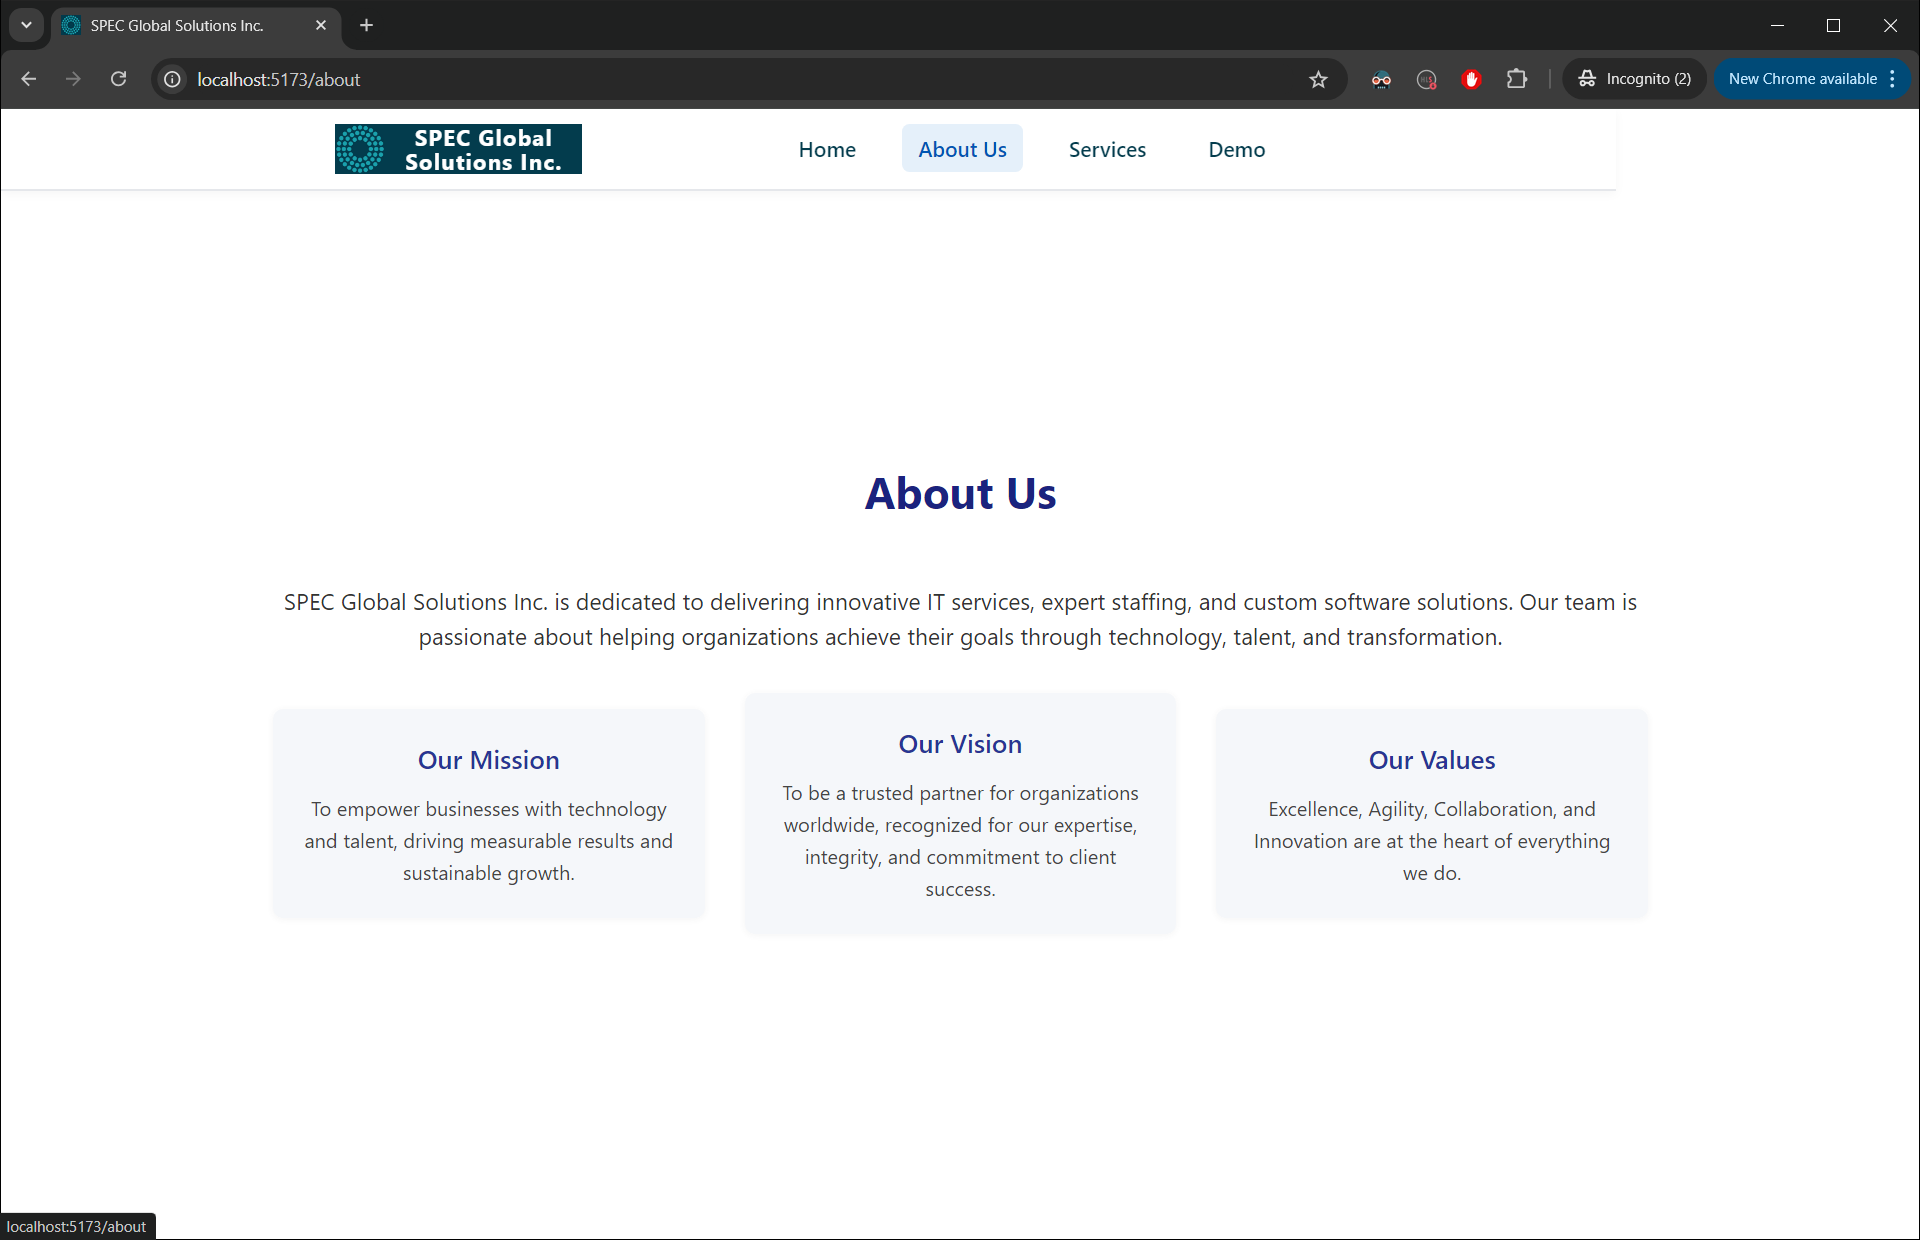 SPEC Global Solutions Inc.
localhost:5173/about
Incognito (2)
New Chrome available
SPEC Global
Solutions Inc.
Home
About Us
Services
Demo
About Us
SPEC Global Solutions Inc. is dedicated to delivering innovative IT services, expert staffing, and custom software solutions. Our team is
passionate about helping organizations achieve their goals through technology, talent, and transformation.
Our Mission
To empower businesses with technology
and talent, driving measurable results and
sustainable growth.
Our Vision
To be a trusted partner for organizations
worldwide, recognized for our expertise,
integrity, and commitment to client
success.
Our Values
Excellence, Agility, Collaboration, and
Innovation are at the heart of everything
we do.
localhost:5173/about